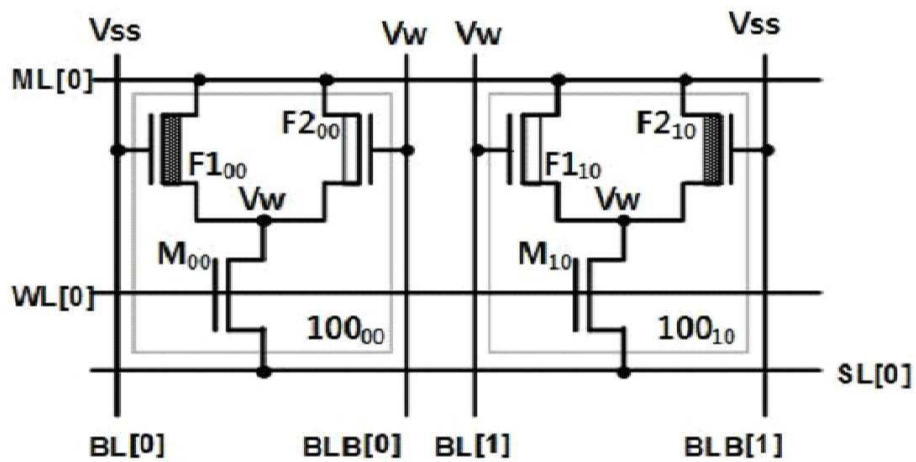 Vss Vw Vw Vss
ML[0]
F1₀₀ F2₀₀ F1₁₀ F2₁₀
Vw Vw
M₀₀ M₁₀
WL[0]
100₀₀ 100₁₀
SL[0]
BL[0] BLB[0] BL[1] BLB[1]